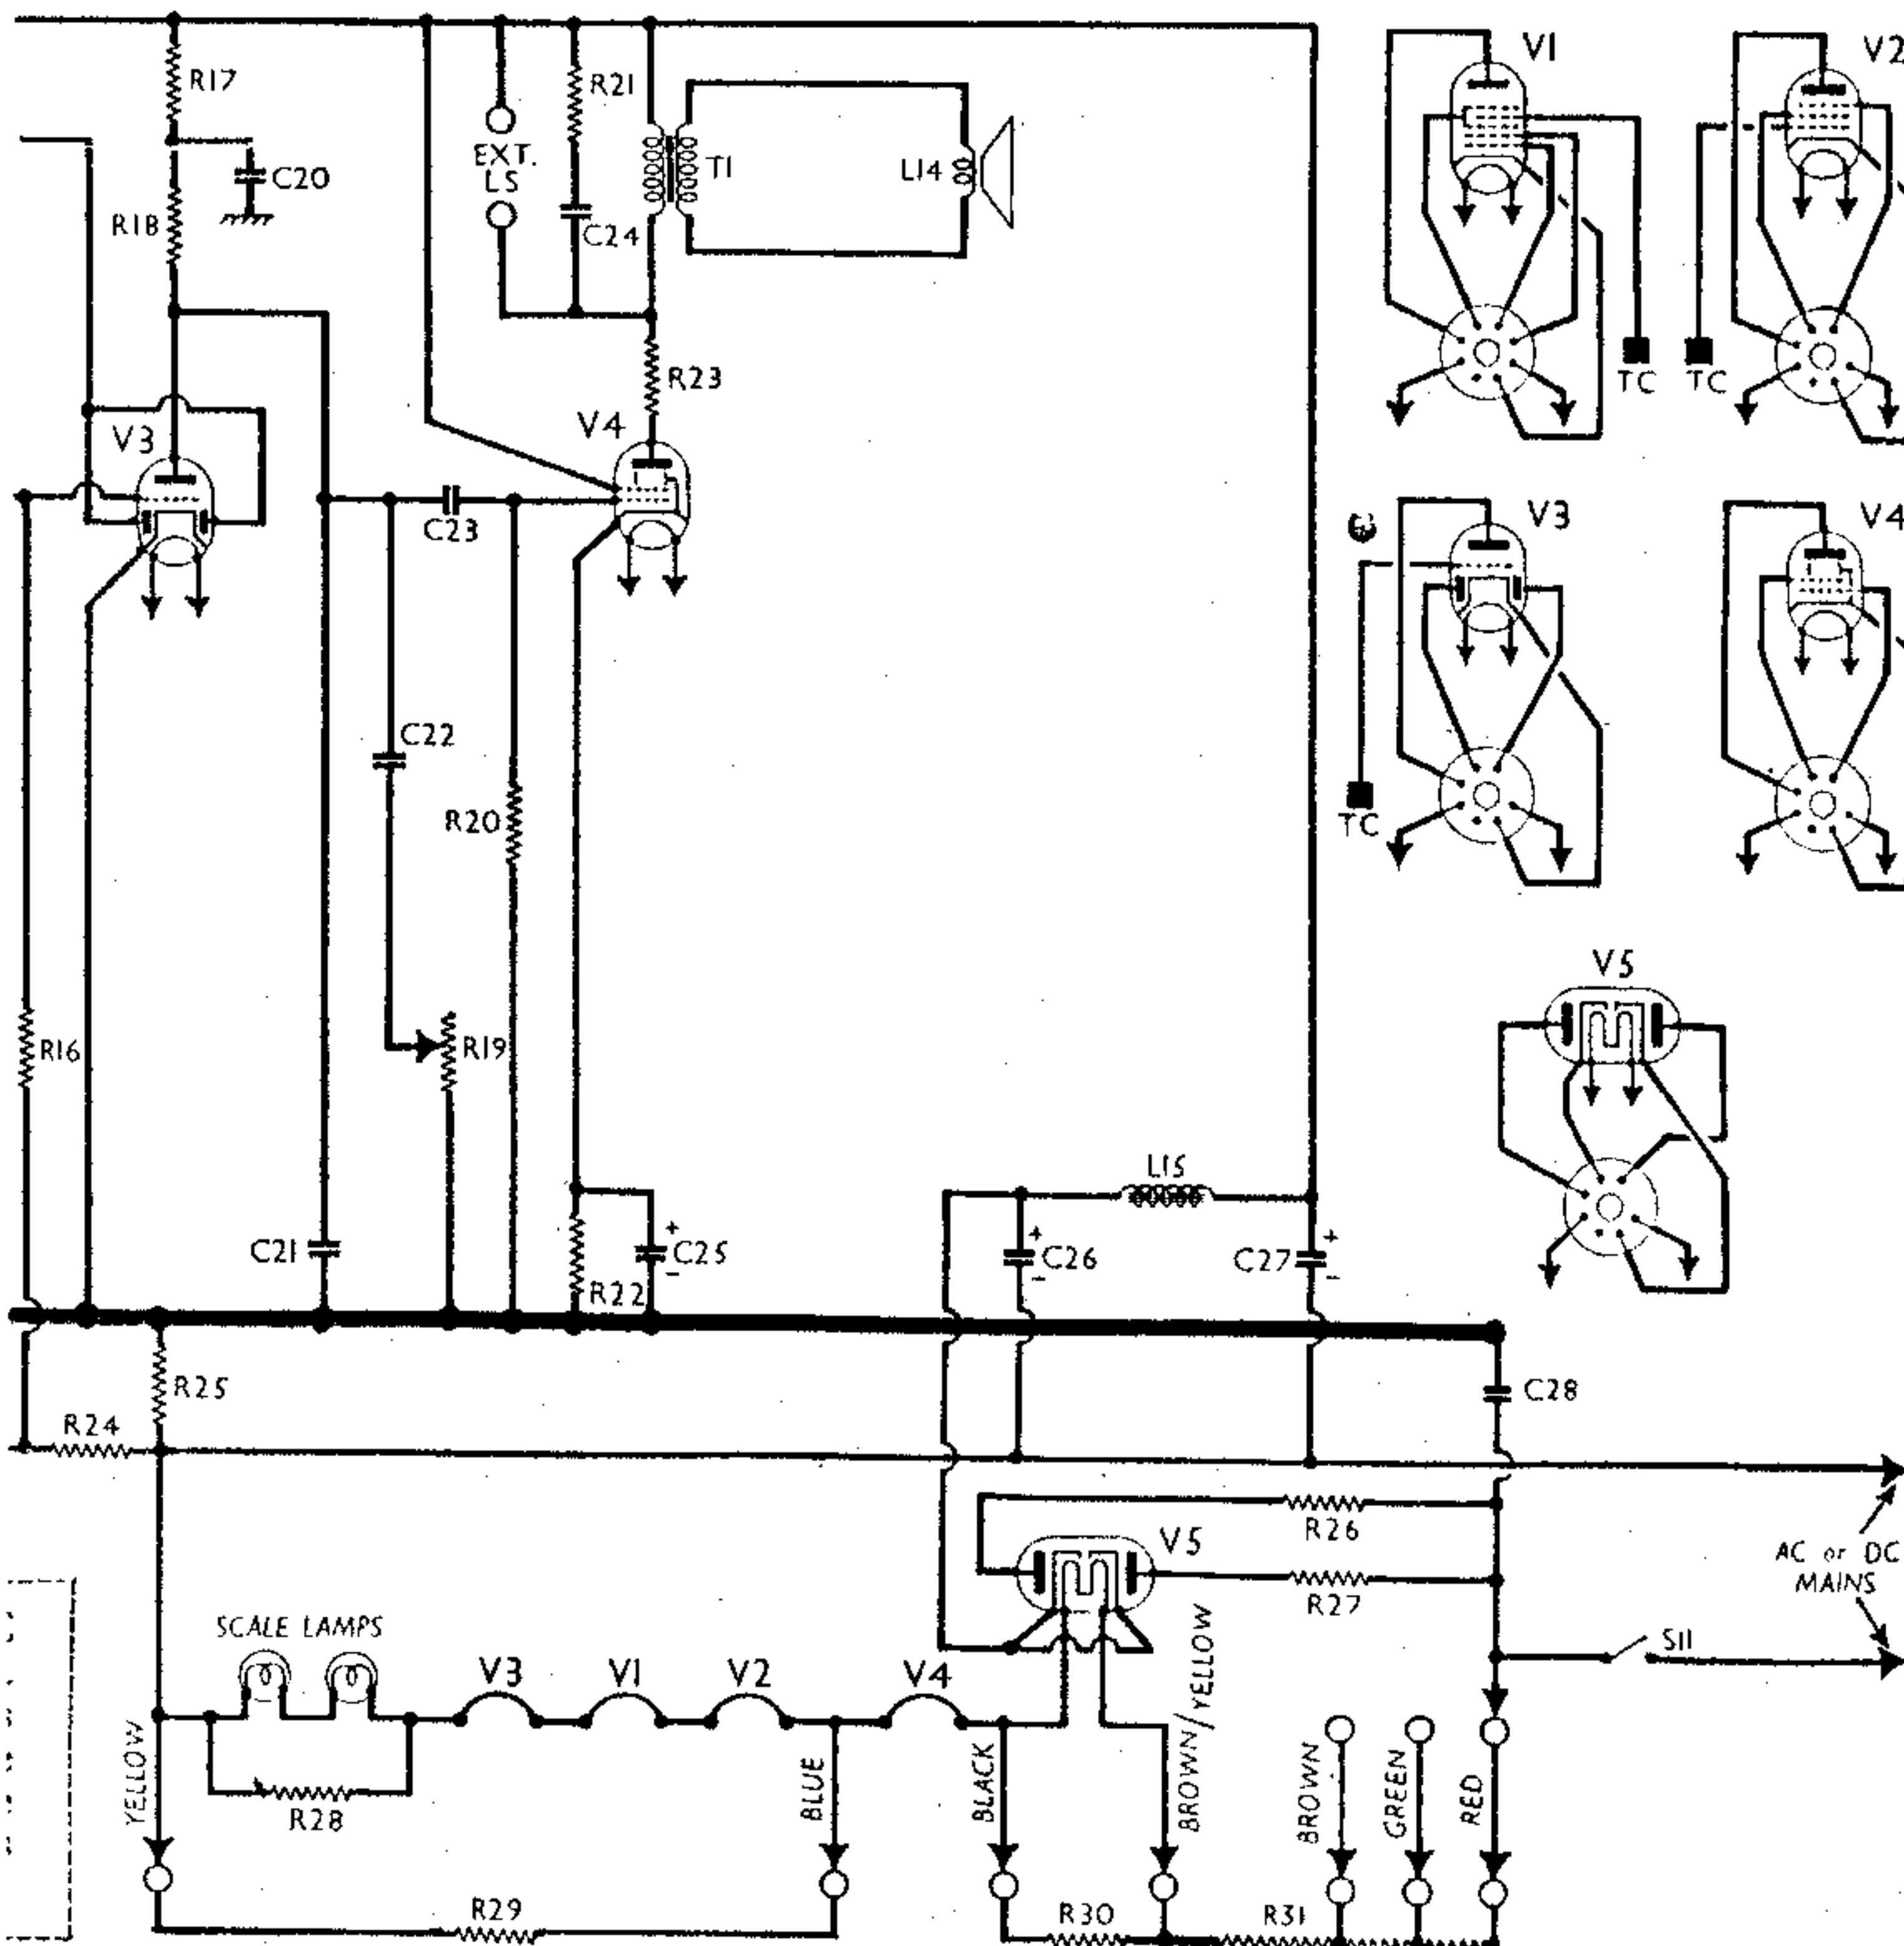 R17
R21
EXT.
LS
T1
L14
C20
R18
C24
V1
V2
R23
TC
TC
V3
V4
C23
V3
V4
C22
R20
TC
R16
R19
V5
L15
C21
R22
+
C25
-
+
C26
-
C27
+
-
R25
C28
R24
R26
V5
AC or DC
MAINS
R27
SCALE LAMPS
S11
V3
V1
V2
V4
YELLOW
R28
BLUE
BLACK
BROWN/YELLOW
BROWN
GREEN
RED
R29
R30
R31